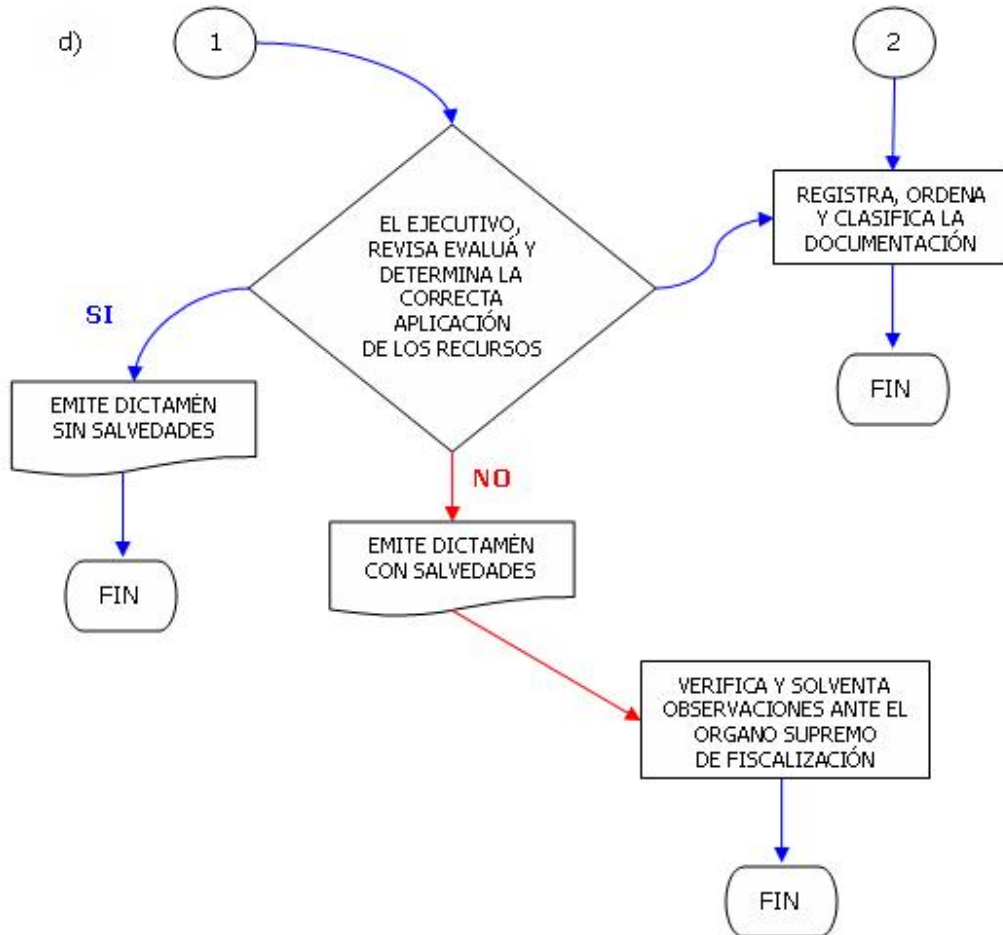 d)
1
2
EL EJECUTIVO,
REVISA EVALUÁ Y
DETERMINA LA
CORRECTA
APLICACIÓN
DE LOS RECURSOS
REGISTRA, ORDENA
Y CLASIFICA LA
DOCUMENTACIÓN
SI
FIN
EMITE DICTAMÉN
SIN SALVEDADES
NO
EMITE DICTAMÉN
CON SALVEDADES
FIN
VERIFICA Y SOLVENTA
OBSERVACIONES ANTE EL
ORGANO SUPREMO
DE FISCALIZACIÓN
FIN